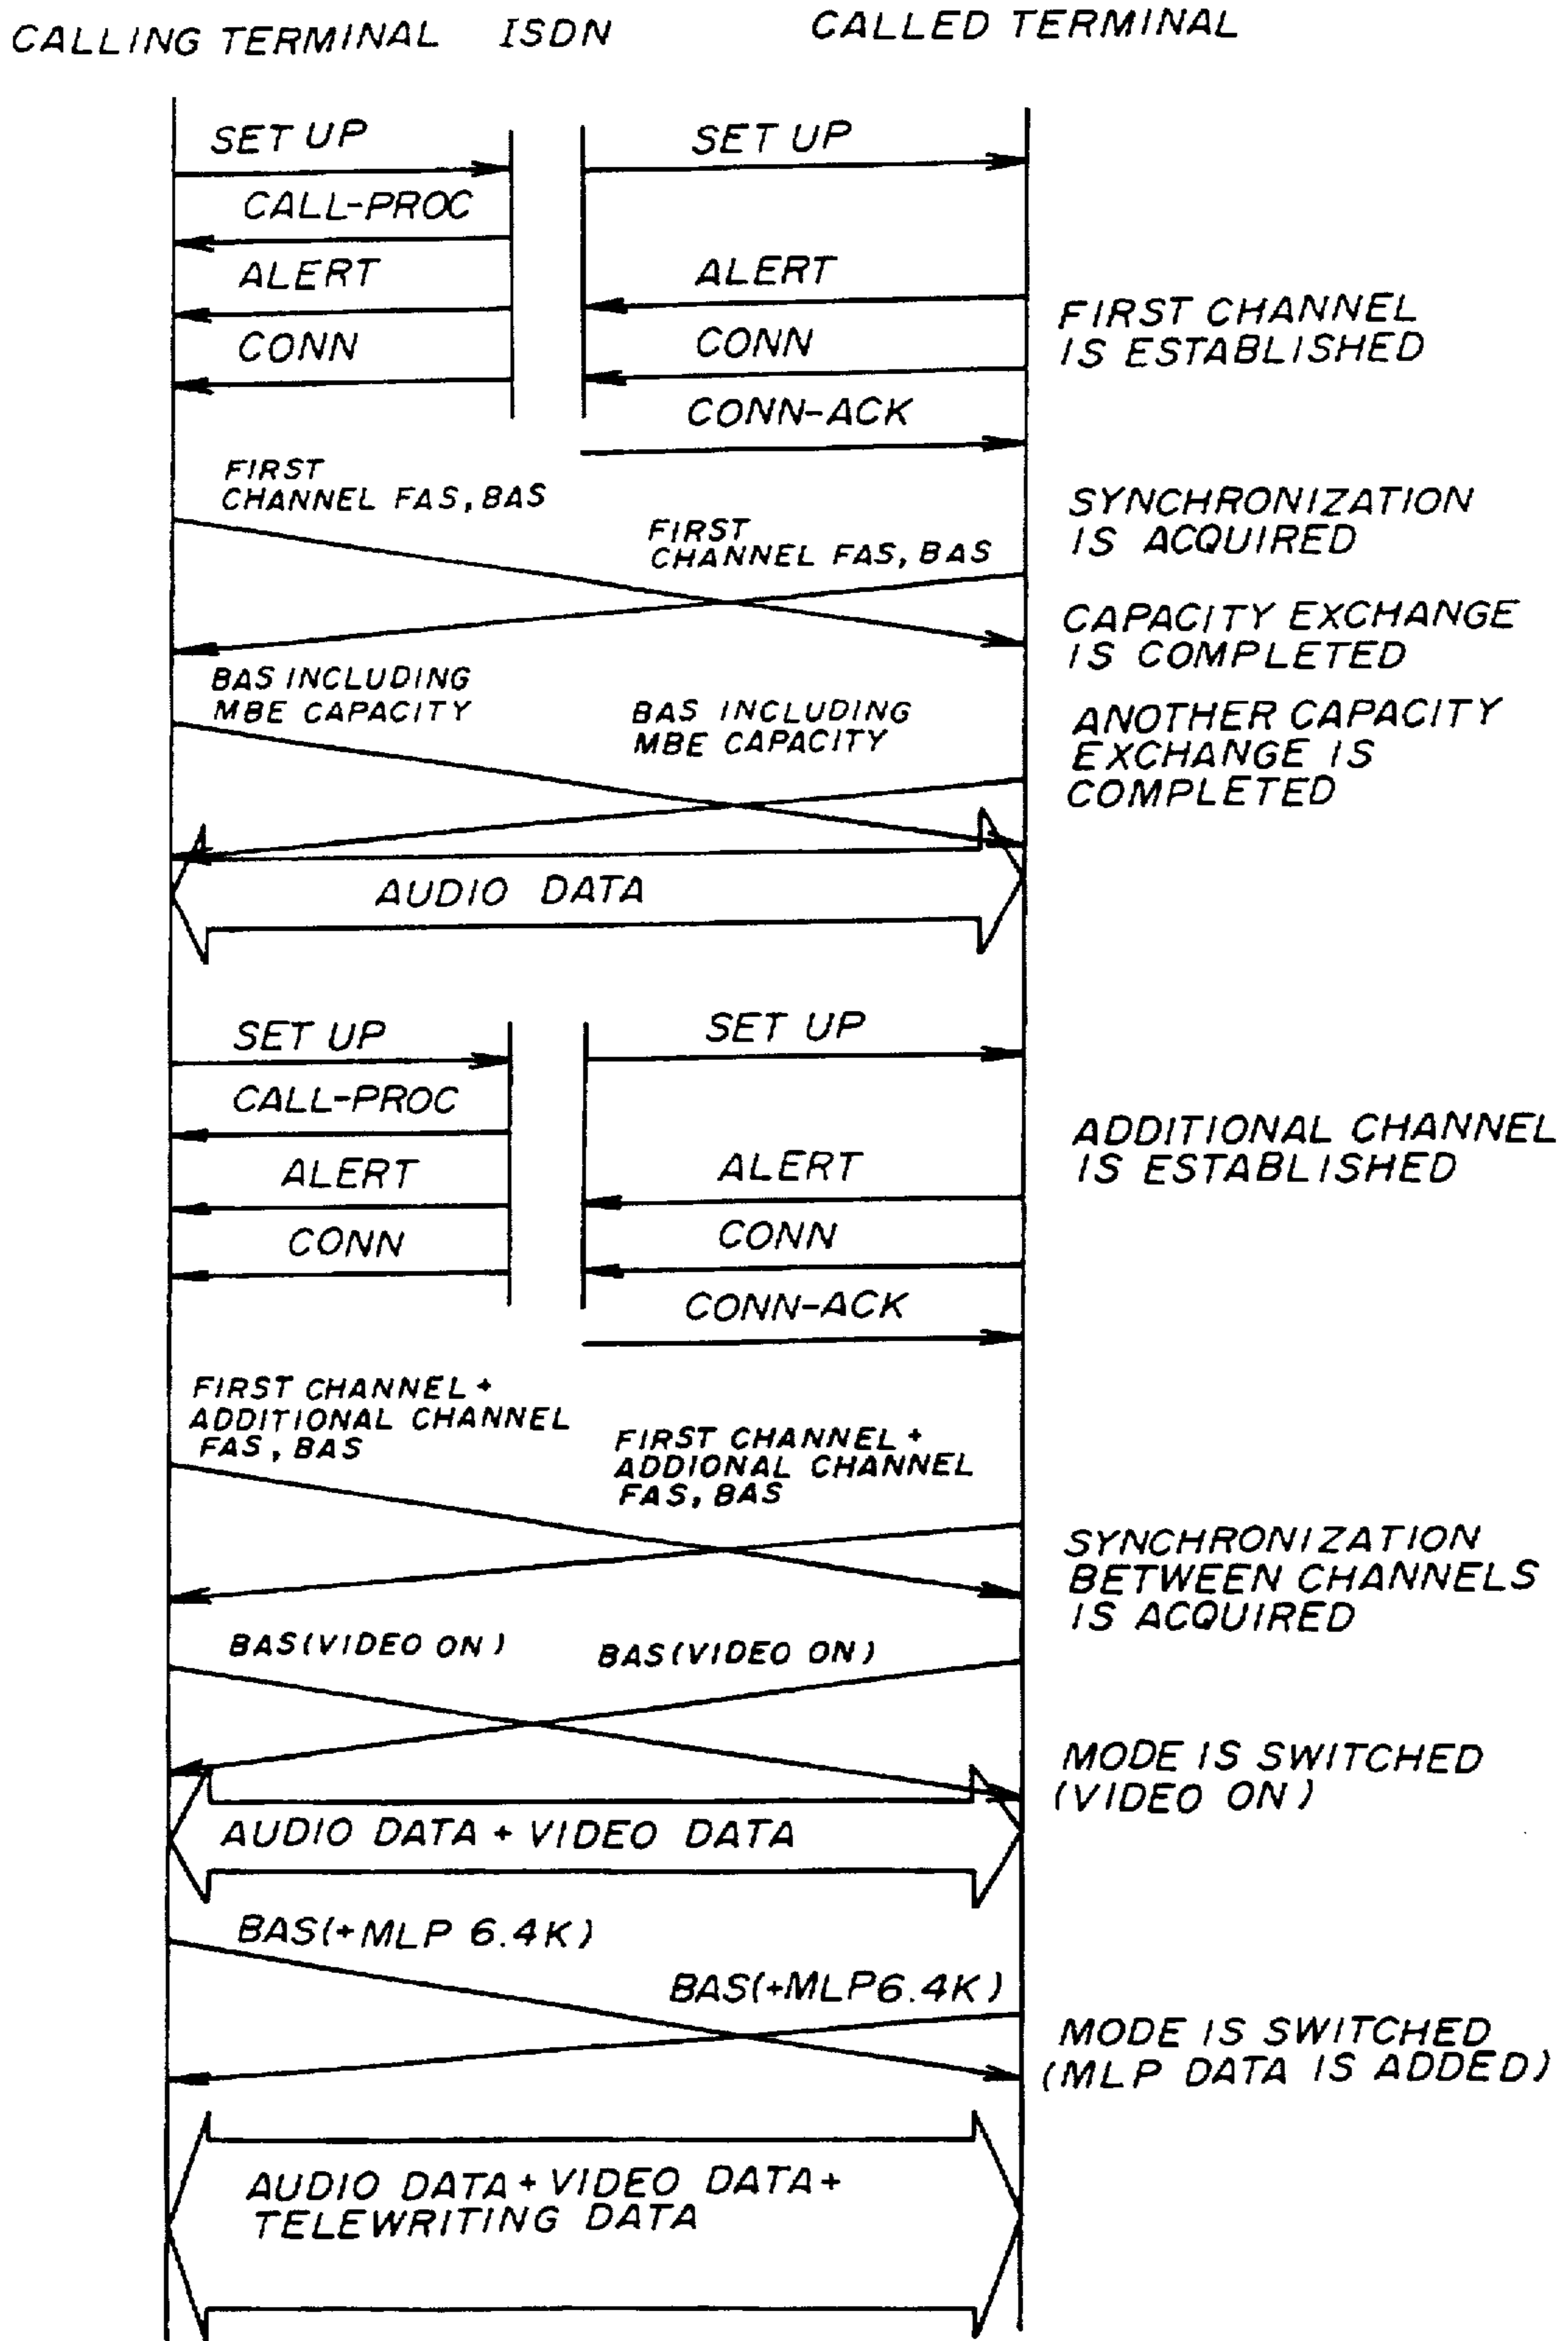 CALLING TERMINAL ISDN CALLED TERMINAL
SET UP SET UP
CALL-PROC
ALERT ALERT
FIRST CHANNEL
IS ESTABLISHED
CONN CONN
CONN-ACK
FIRST
CHANNEL FAS, BAS
SYNCHRONIZATION
IS ACQUIRED
FIRST
CHANNEL FAS, BAS
CAPACITY EXCHANGE
IS COMPLETED
BAS INCLUDING
MBE CAPACITY
BAS INCLUDING
MBE CAPACITY
ANOTHER CAPACITY
EXCHANGE IS
COMPLETED
AUDIO DATA
SET UP SET UP
CALL-PROC
ADDITIONAL CHANNEL
IS ESTABLISHED
ALERT ALERT
CONN CONN
CONN-ACK
FIRST CHANNEL +
ADDITIONAL CHANNEL
FAS, BAS
FIRST CHANNEL +
ADDIONAL CHANNEL
FAS, BAS
SYNCHRONIZATION
BETWEEN CHANNELS
IS ACQUIRED
BAS(VIDEO ON) BAS(VIDEO ON)
MODE IS SWITCHED
(VIDEO ON)
AUDIO DATA + VIDEO DATA
BAS(+MLP 6.4K)
BAS(+MLP6.4K)
MODE IS SWITCHED
(MLP DATA IS ADDED)
AUDIO DATA + VIDEO DATA +
TELEWRITING DATA